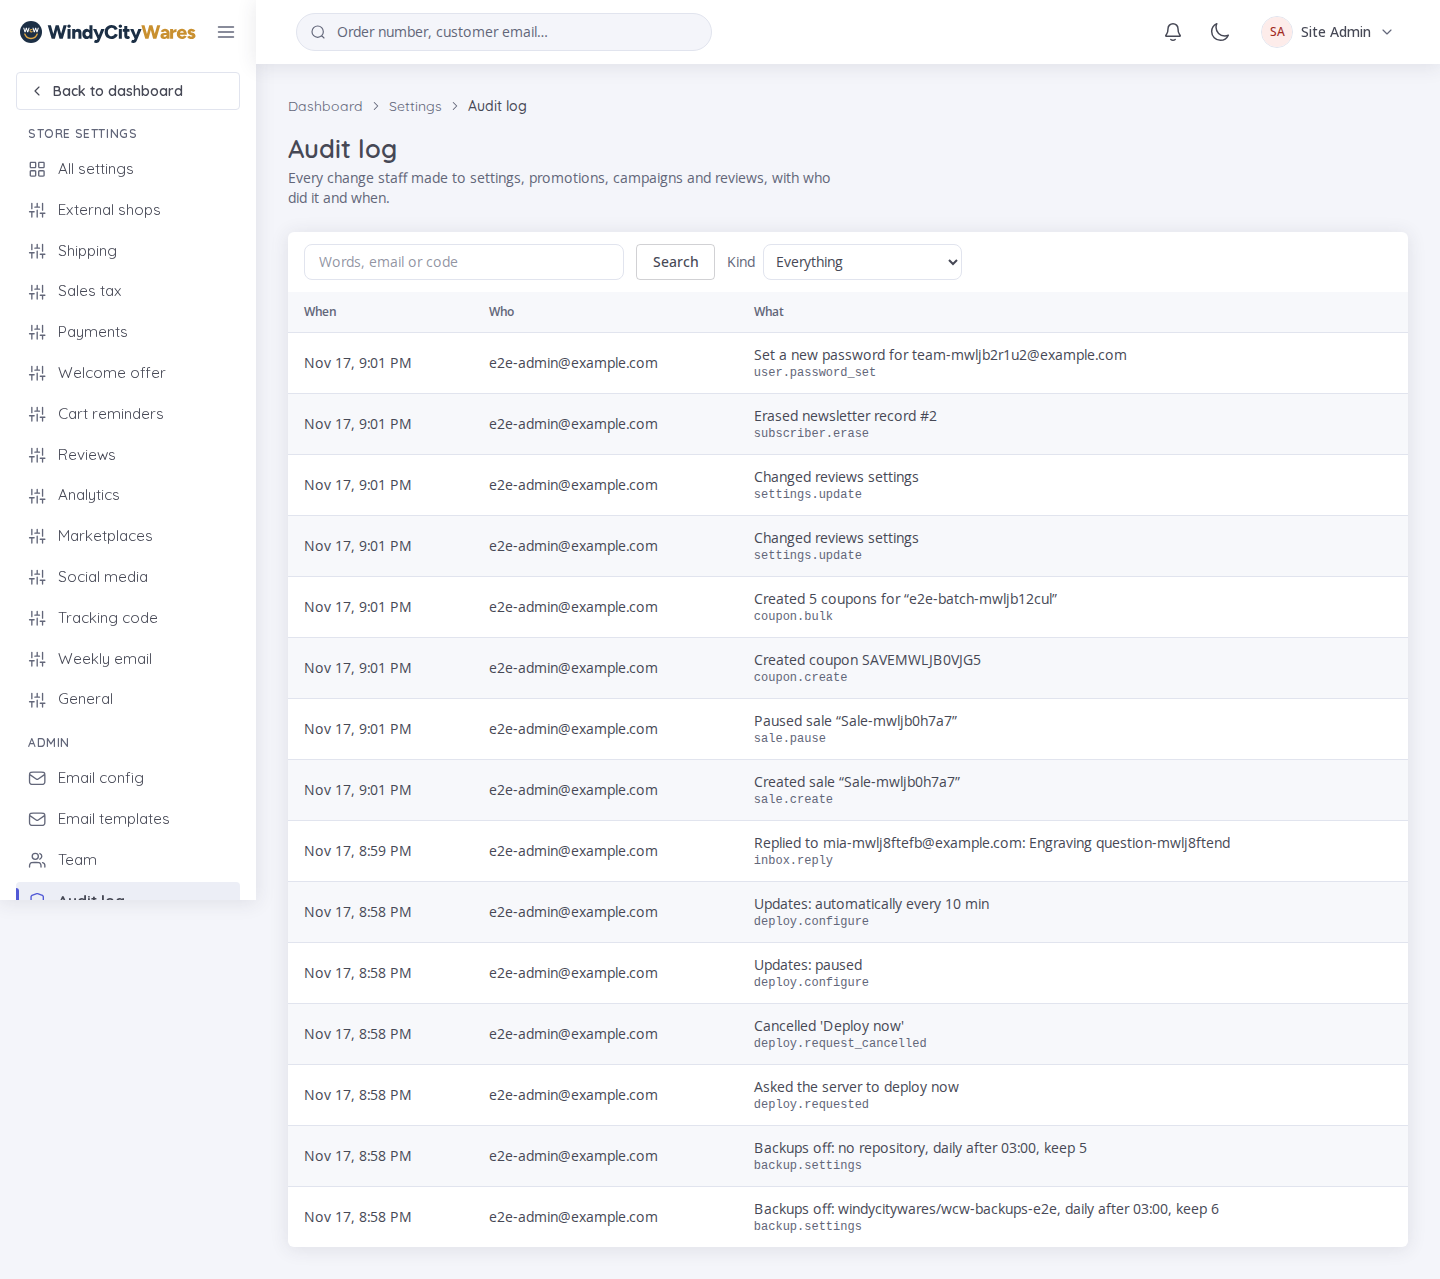 WindyCityWares
Order number, customer email...
SA
Site Admin
Back to dashboard
STORE SETTINGS
All settings
External shops
Shipping
Sales tax
Payments
Welcome offer
Cart reminders
Reviews
Analytics
Marketplaces
Social media
Tracking code
Weekly email
General
ADMIN
Email config
Email templates
Team
Audit log
Dashboard > Settings > Audit log
Audit log
Every change staff made to settings, promotions, campaigns and reviews, with who
did it and when.
Words, email or code
Search
Kind
Everything
When Who What
Nov 17, 9:01 PM e2e-admin@example.com Set a new password for team-mwljb2r1u2@example.com
user.password_set
Nov 17, 9:01 PM e2e-admin@example.com Erased newsletter record #2
subscriber.erase
Nov 17, 9:01 PM e2e-admin@example.com Changed reviews settings
settings.update
Nov 17, 9:01 PM e2e-admin@example.com Changed reviews settings
settings.update
Nov 17, 9:01 PM e2e-admin@example.com Created 5 coupons for “e2e-batch-mwljb12cul”
coupon.bulk
Nov 17, 9:01 PM e2e-admin@example.com Created coupon SAVEMWLJB0VJG5
coupon.create
Nov 17, 9:01 PM e2e-admin@example.com Paused sale “Sale-mwljb0h7a7”
sale.pause
Nov 17, 9:01 PM e2e-admin@example.com Created sale “Sale-mwljb0h7a7”
sale.create
Nov 17, 8:59 PM e2e-admin@example.com Replied to mia-mwlj8ftefb@example.com: Engraving question-mwlj8ftend
inbox.reply
Nov 17, 8:58 PM e2e-admin@example.com Updates: automatically every 10 min
deploy.configure
Nov 17, 8:58 PM e2e-admin@example.com Updates: paused
deploy.configure
Nov 17, 8:58 PM e2e-admin@example.com Cancelled 'Deploy now'
deploy.request_cancelled
Nov 17, 8:58 PM e2e-admin@example.com Asked the server to deploy now
deploy.requested
Nov 17, 8:58 PM e2e-admin@example.com Backups off: no repository, daily after 03:00, keep 5
backup.settings
Nov 17, 8:58 PM e2e-admin@example.com Backups off: windycitywares/wcw-backups-e2e, daily after 03:00, keep 6
backup.settings